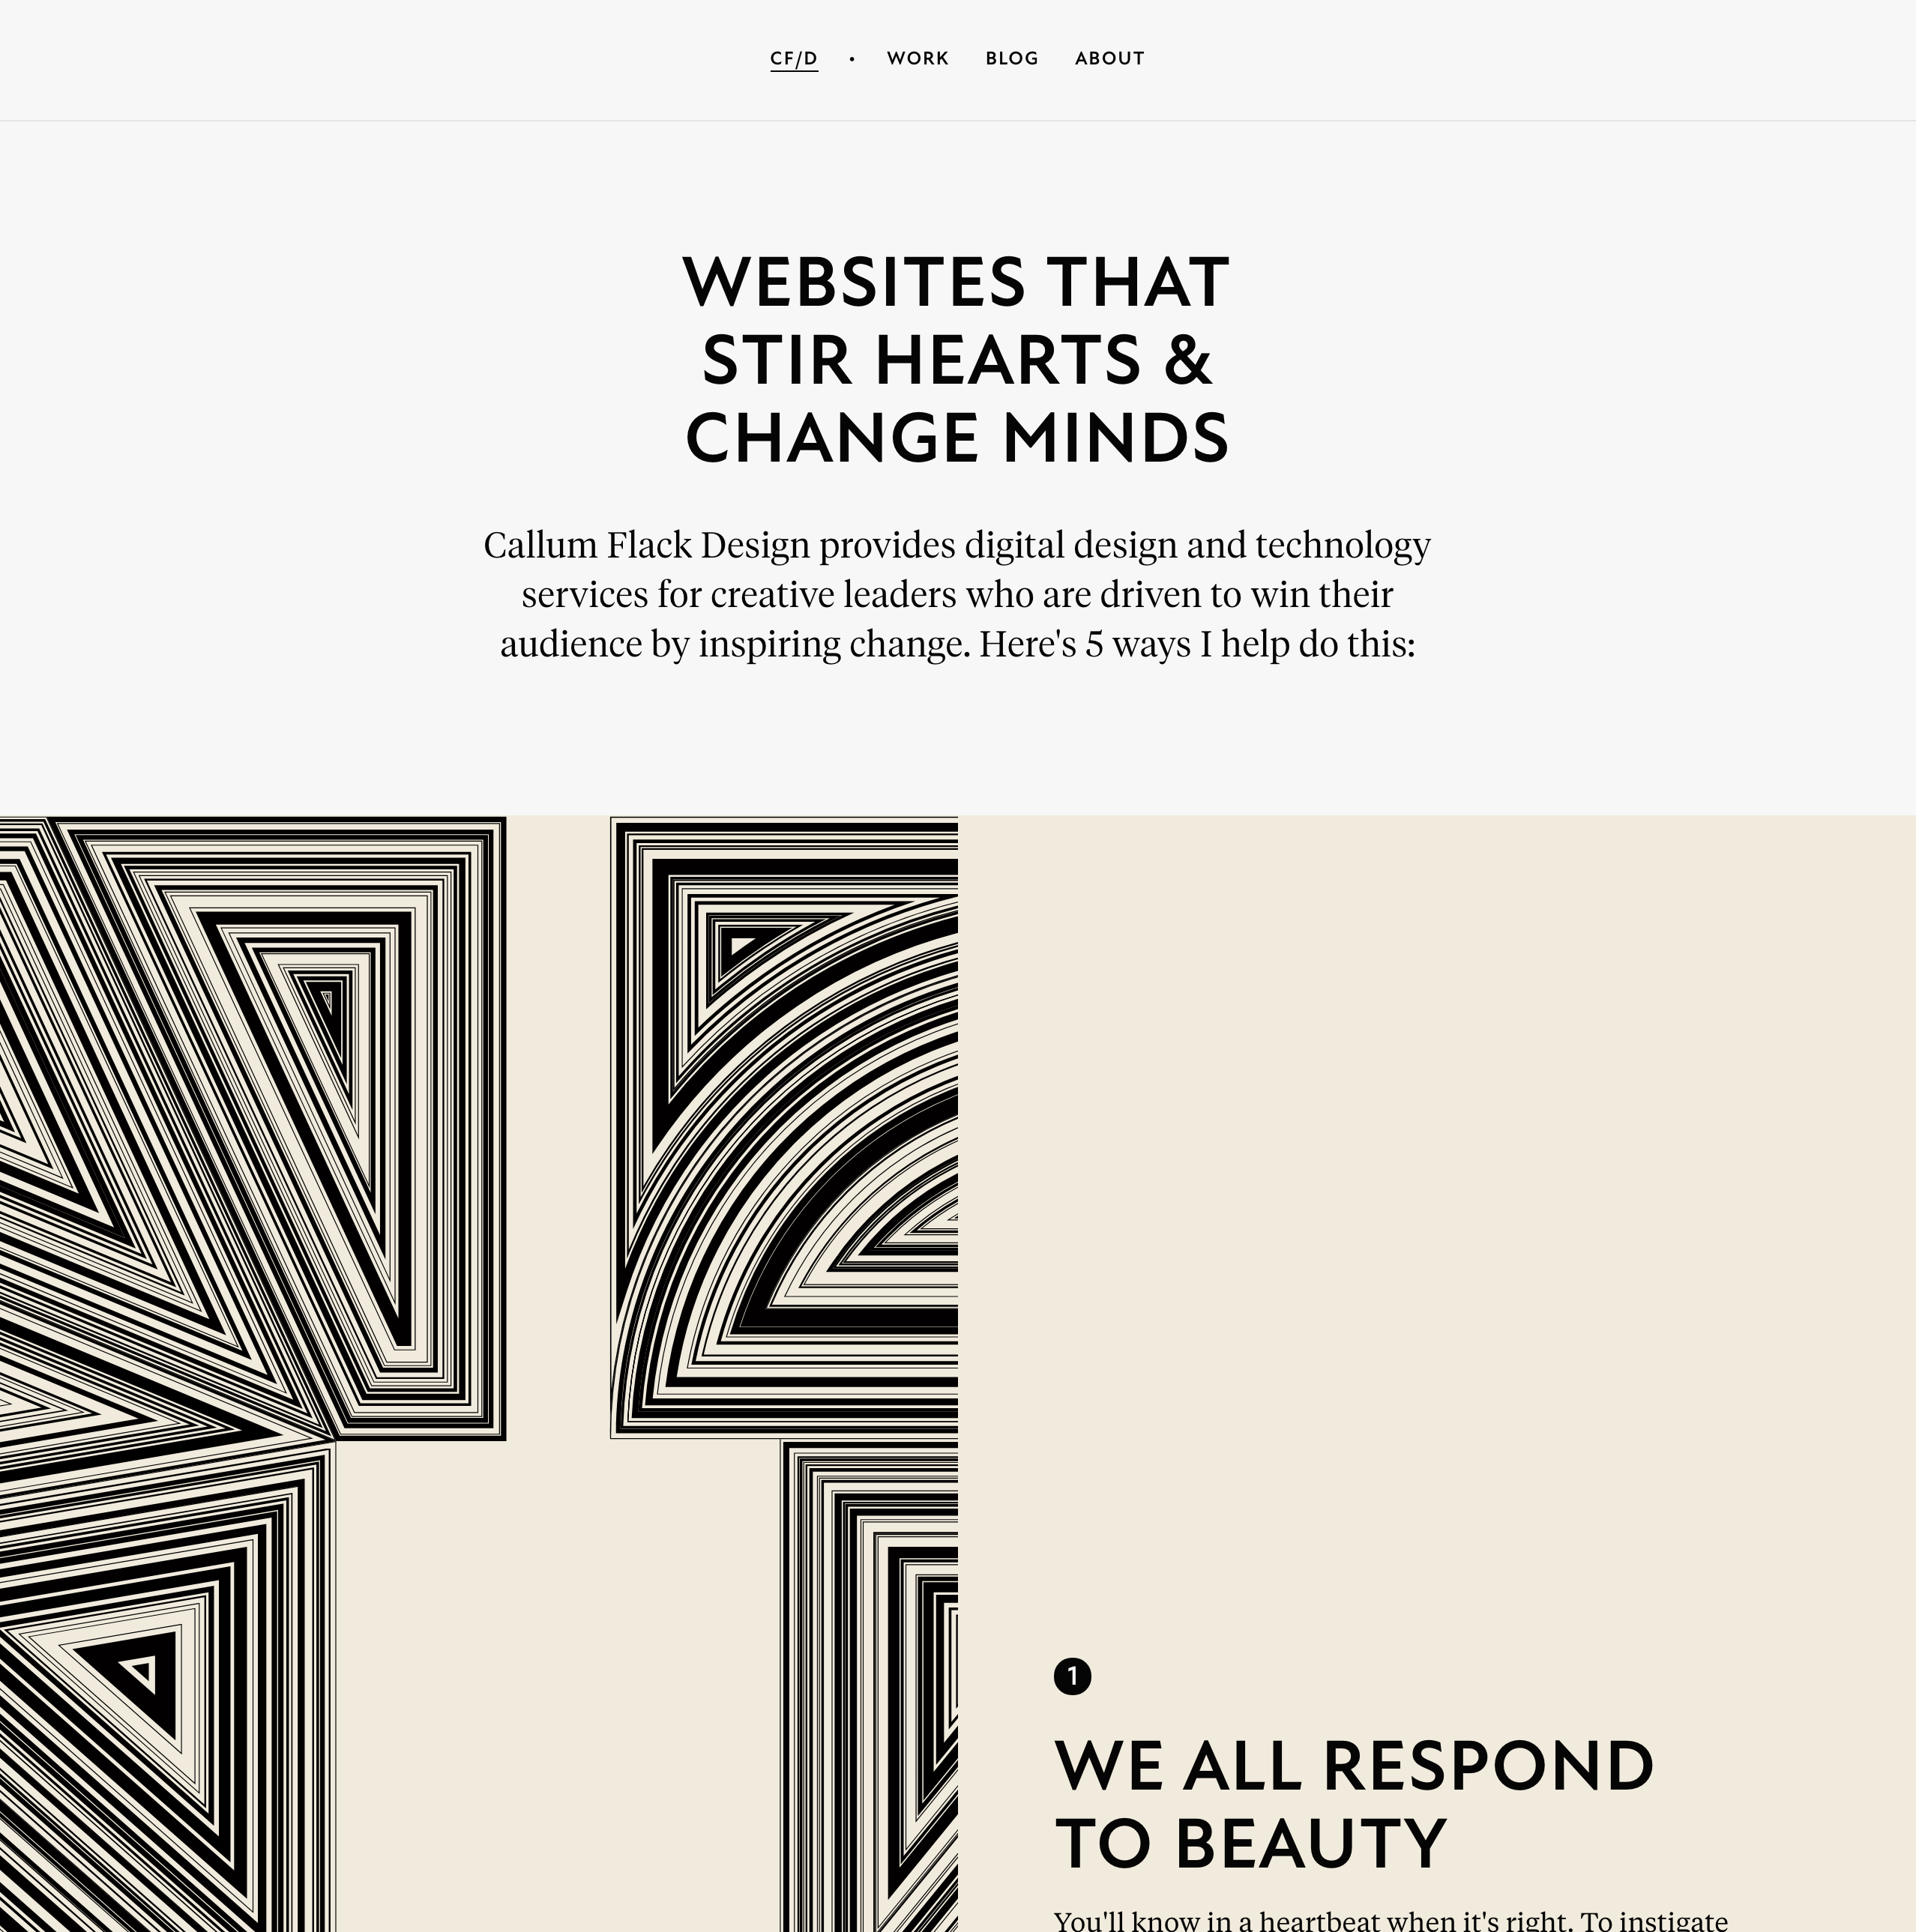 CF/D • WORK BLOG ABOUT
WEBSITES THAT
STIR HEARTS &
CHANGE MINDS
Callum Flack Design provides digital design and technology
services for creative leaders who are driven to win their
audience by inspiring change. Here's 5 ways I help do this:
1
WE ALL RESPOND
TO BEAUTY
You'll know in a heartbeat when it's right. To instigate